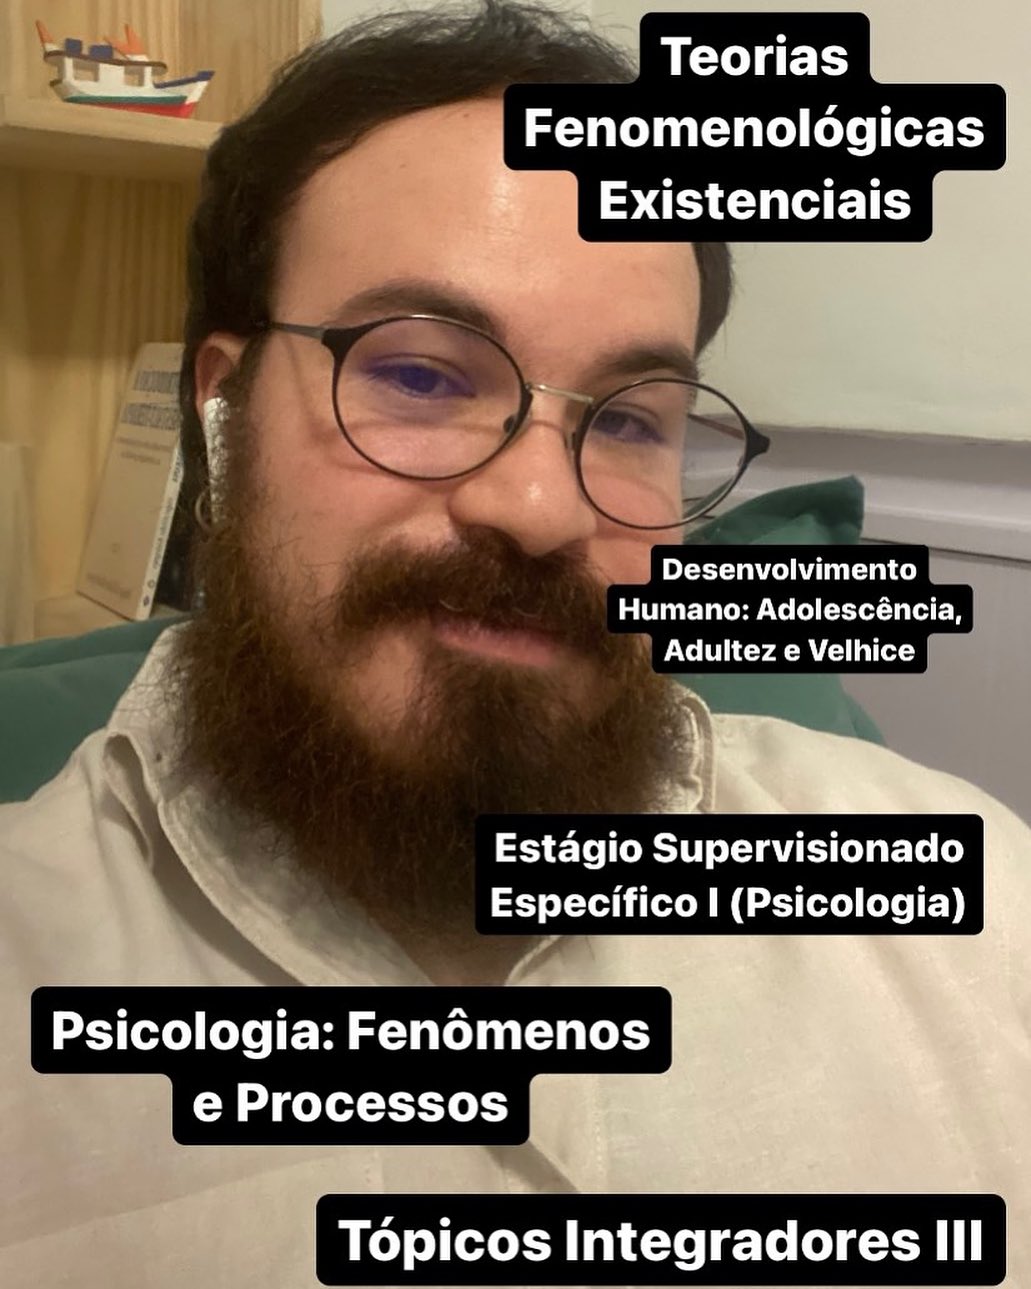 Teorias
Fenomenológicas
Existenciais
Desenvolvimento
Humano: Adolescência,
Adultez e Velhice
Estágio Supervisionado
Específico I (Psicologia)
Psicologia: Fenômenos
e Processos
Tópicos Integradores III